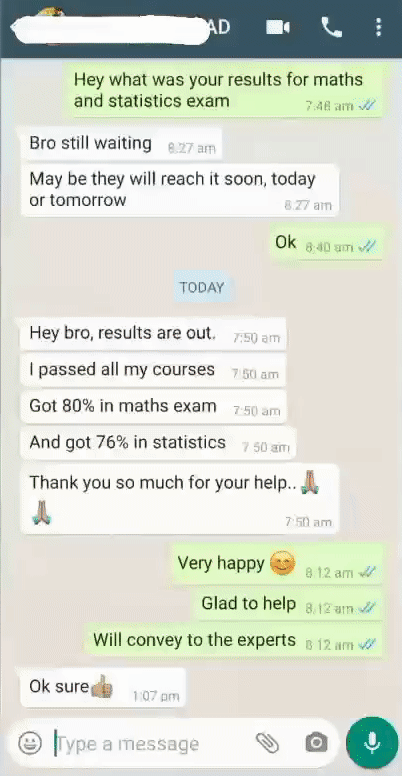 AD
Hey what was your results for maths
and statistics exam 7:46 am
Bro still waiting 8:27 am
May be they will reach it soon, today
or tomorrow 8:27 am
Ok 8:40 am
TODAY
Hey bro, results are out. 7:50 am
I passed all my courses 7:50 am
Got 80% in maths exam 7:50 am
And got 76% in statistics 7:50 am
Thank you so much for your help..
7:50 am
Very happy 8:12 am
Glad to help 8:12 am
Will convey to the experts 8:12 am
Ok sure 1:07 pm
Type a message